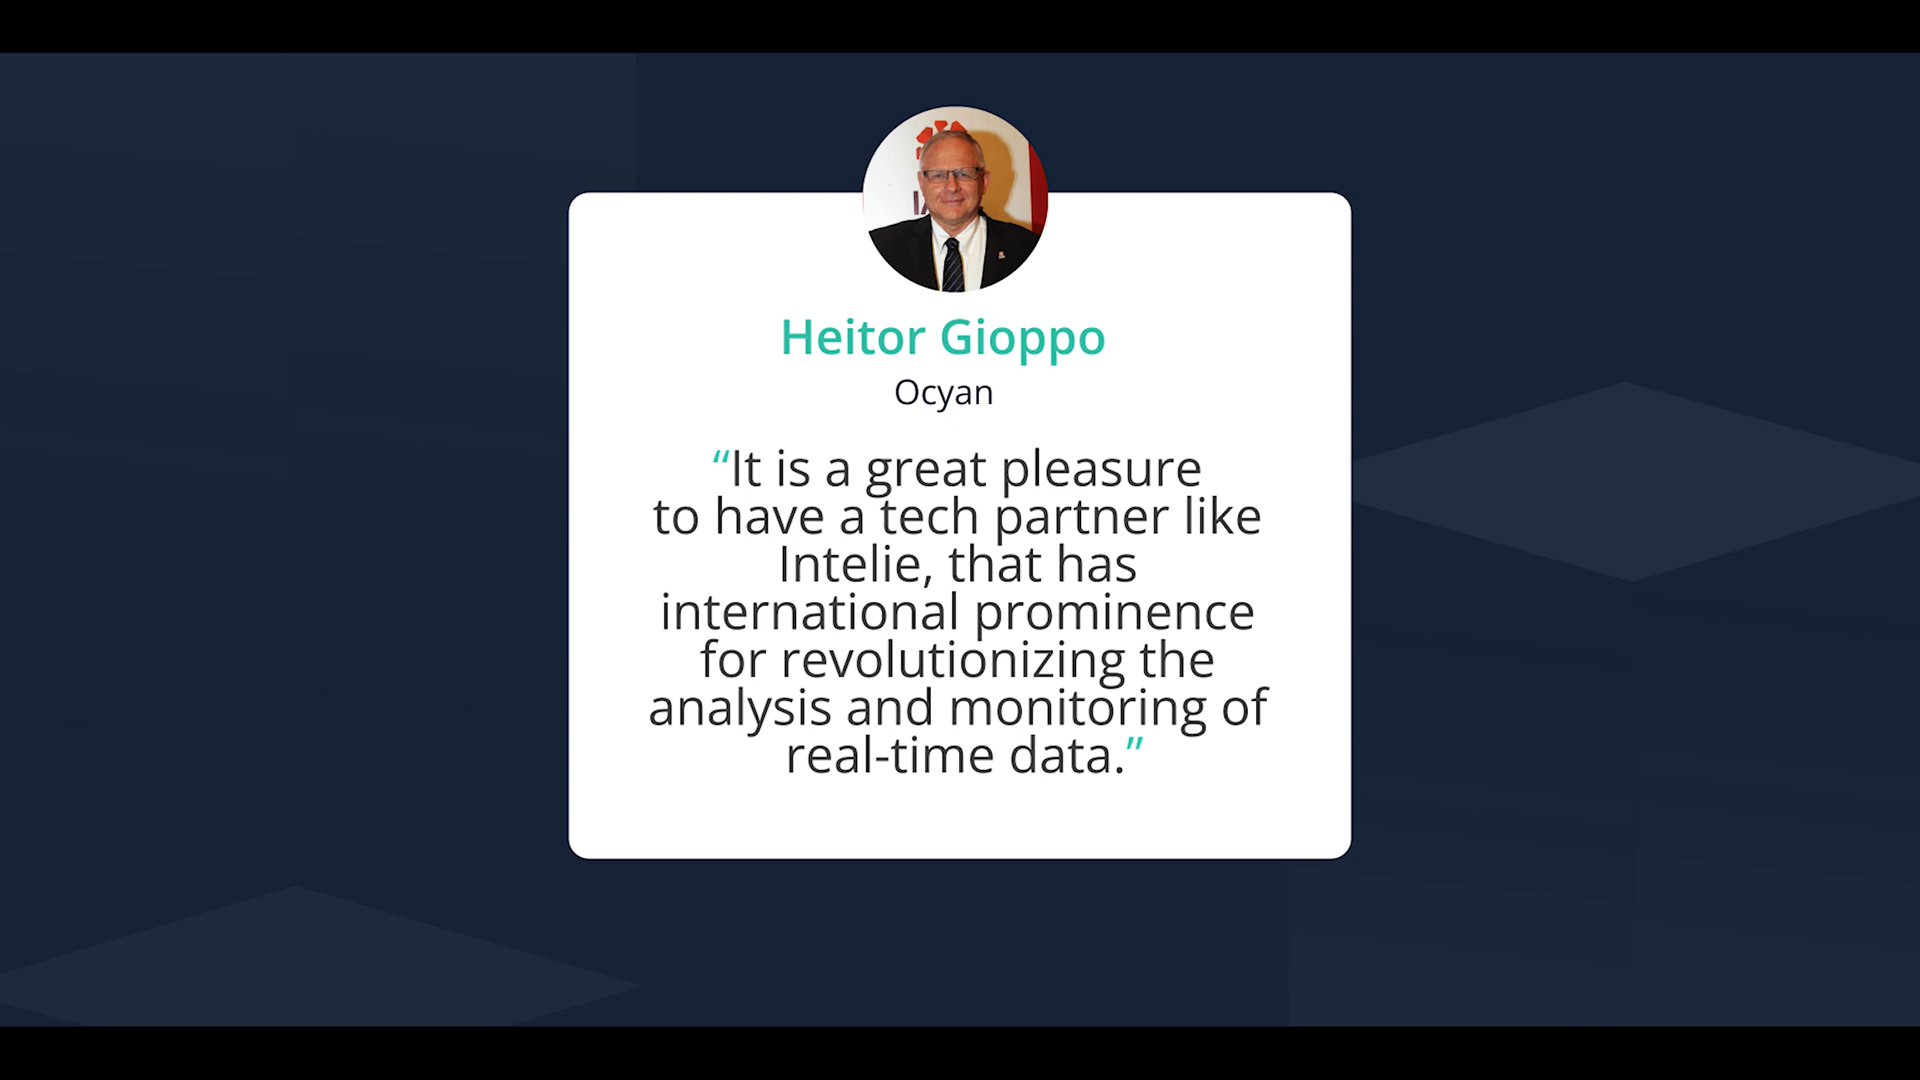 Heitor Gioppo
Ocyan
“It is a great pleasure
to have a tech partner like
Intelie, that has
international prominence
for revolutionizing the
analysis and monitoring of
real-time data.”